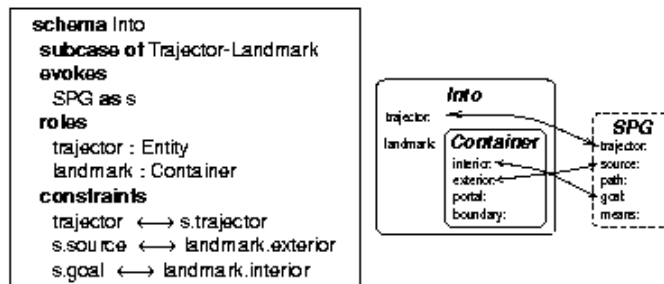 schema Into
subcase of Trajector-Landmark
evokes
SPG as s
roles
trajector : Entity
landmark : Container
constraints
trajector ⟷ s.trajector
s.source ⟷ landmark.exterior
s.goal ⟷ landmark.interior
Into
trajector:
landmark:
Container
interior:
exterior:
portal:
boundary:
SPG
trajector:
source:
path:
goal:
means: